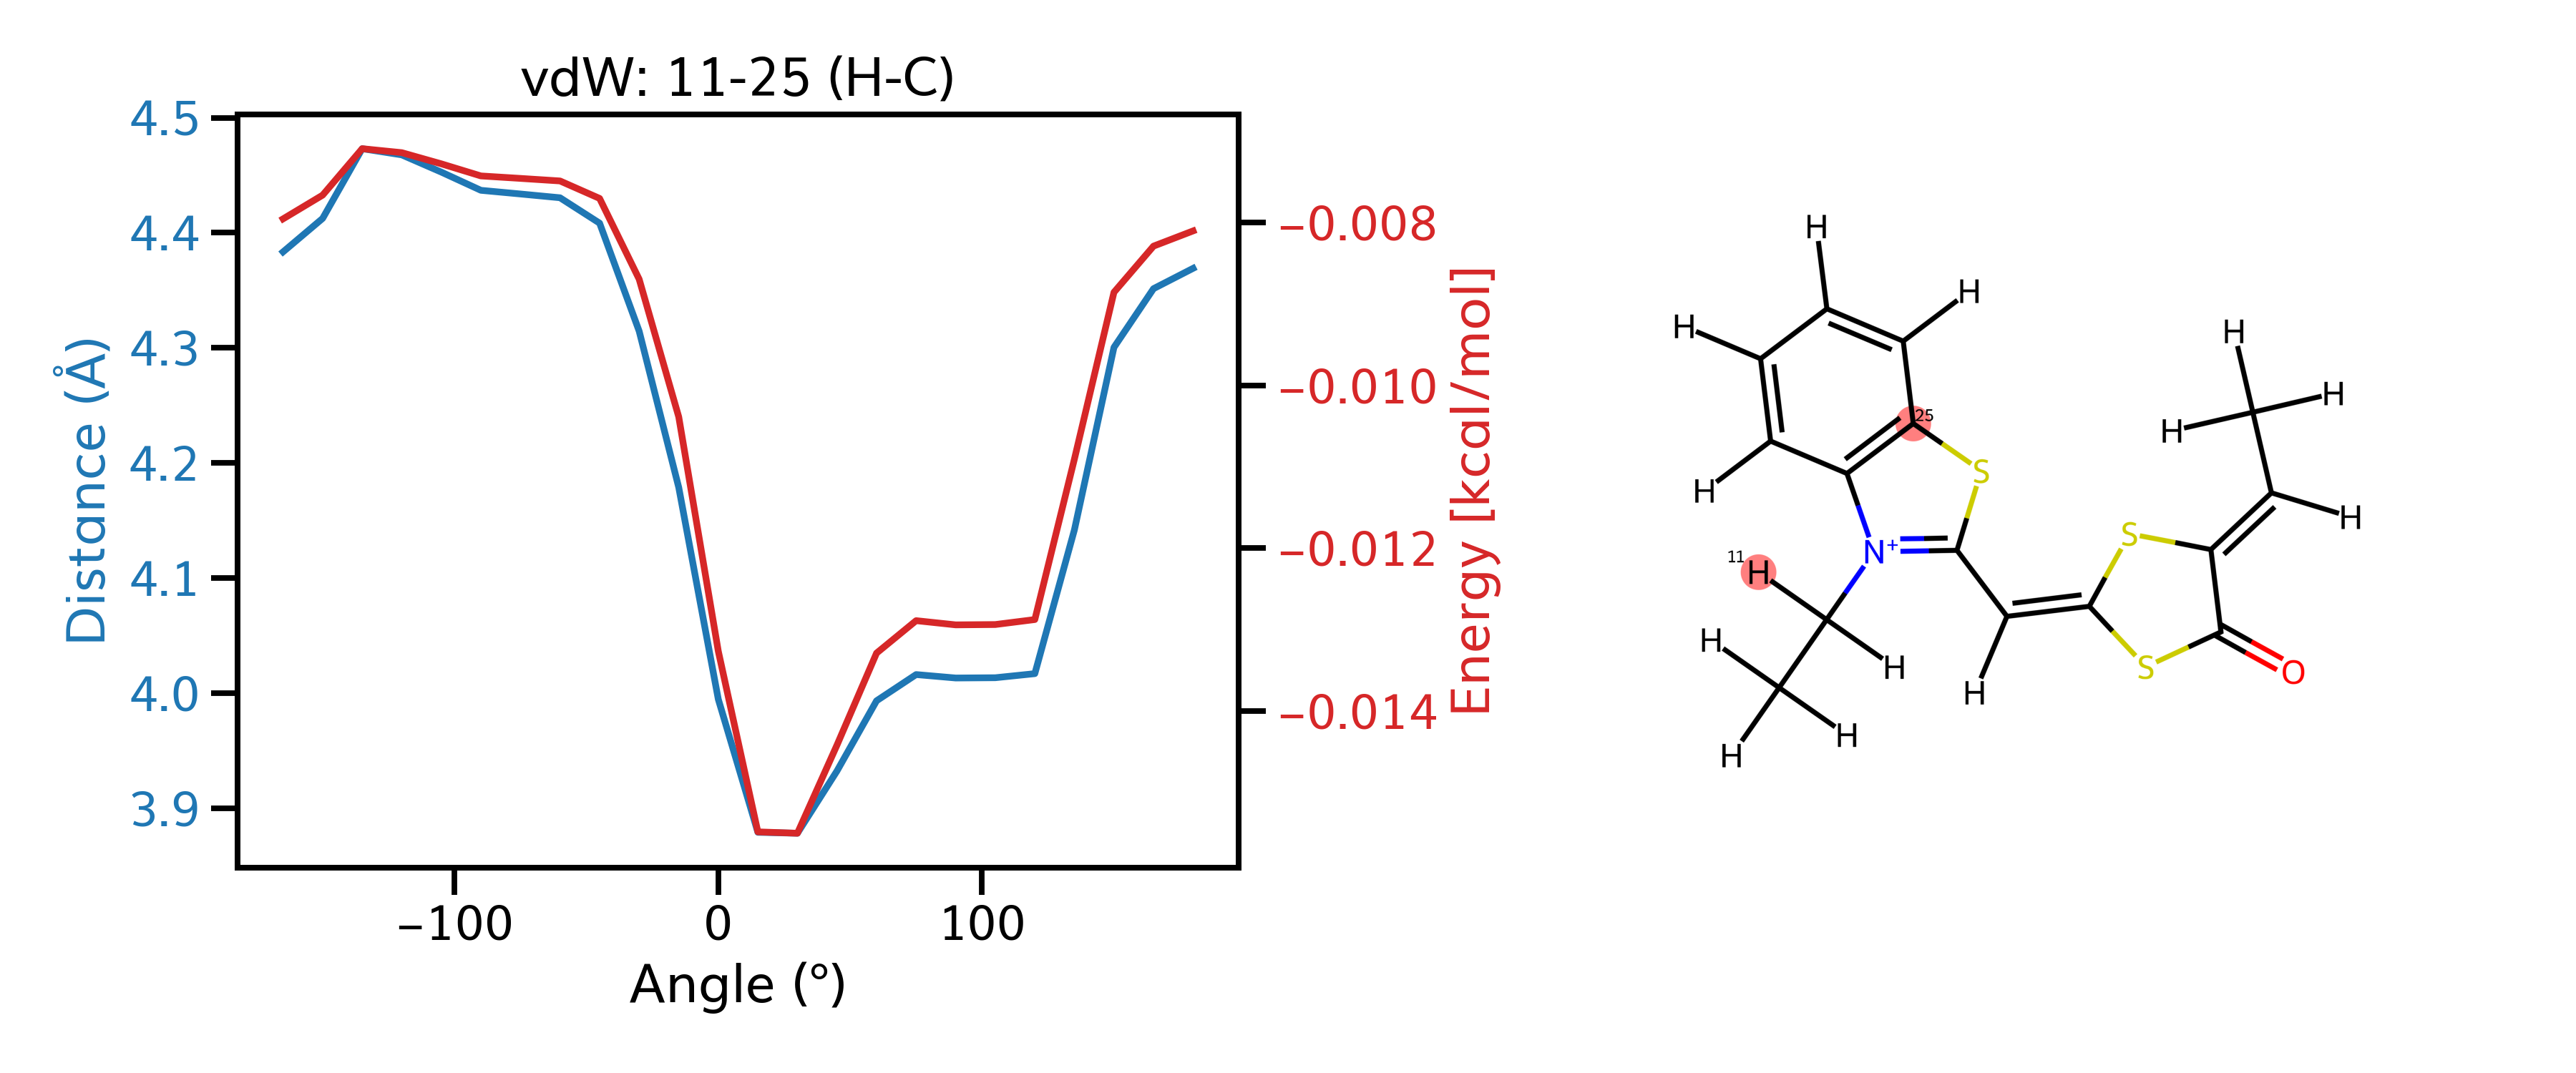 vdW: 11-25 (H-C)
4.5
4.4
4.3
4.2
4.1
4.0
3.9
Distance (Å)
−0.008
−0.010
−0.012
−0.014
Energy [kcal/mol]
−100
0
100
Angle (°)
H
H
H
H
H
H
25
S
H
H
S
N+
11
H
H
H
H
H
H
S
O
H